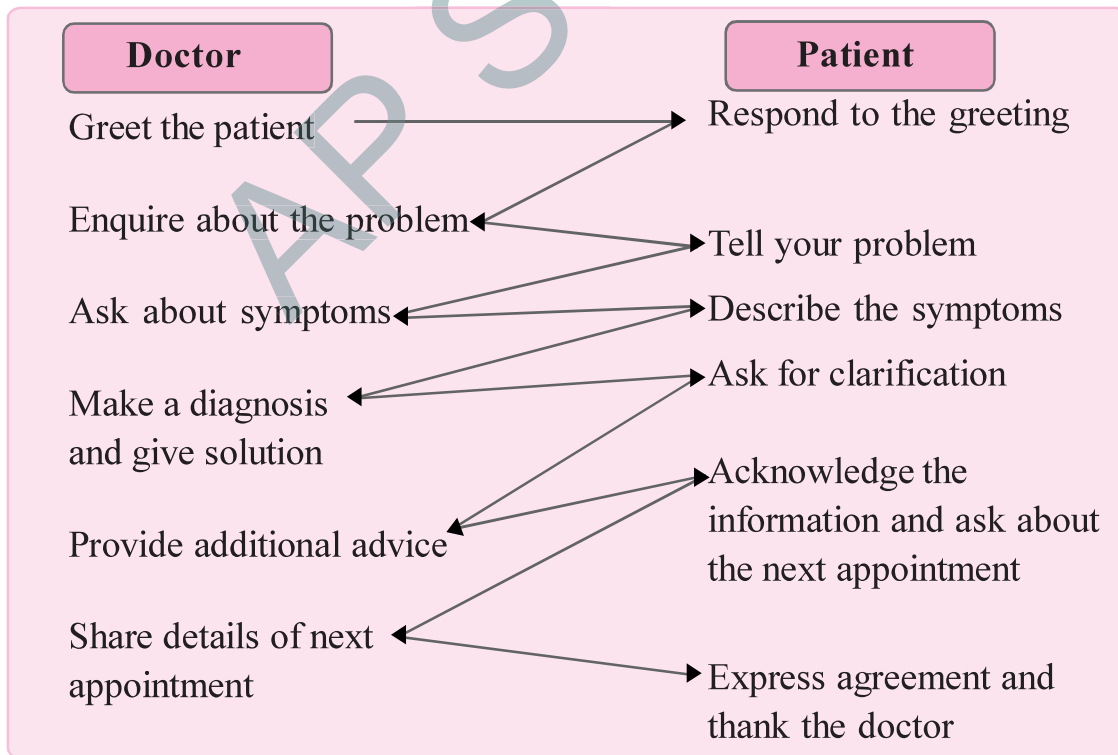 AP S
Doctor
Patient
Greet the patient
Respond to the greeting
Enquire about the problem
Tell your problem
Ask about symptoms
Describe the symptoms
Make a diagnosis
and give solution
Ask for clarification
Provide additional advice
Acknowledge the
information and ask about
the next appointment
Share details of next
appointment
Express agreement and
thank the doctor